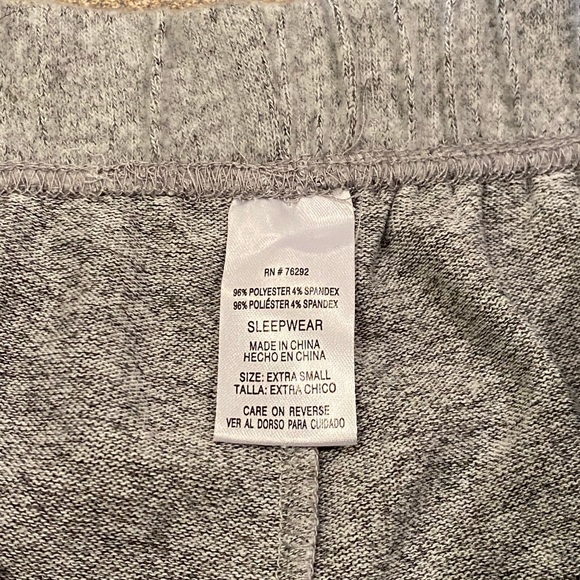 RN # 76292
96% POLYESTER 4% SPANDEX
96% POLIÉSTER 4% SPANDEX
SLEEPWEAR
MADE IN CHINA
HECHO EN CHINA
SIZE: EXTRA SMALL
TALLA: EXTRA CHICO
CARE ON REVERSE
VER AL DORSO PARA CUIDADO